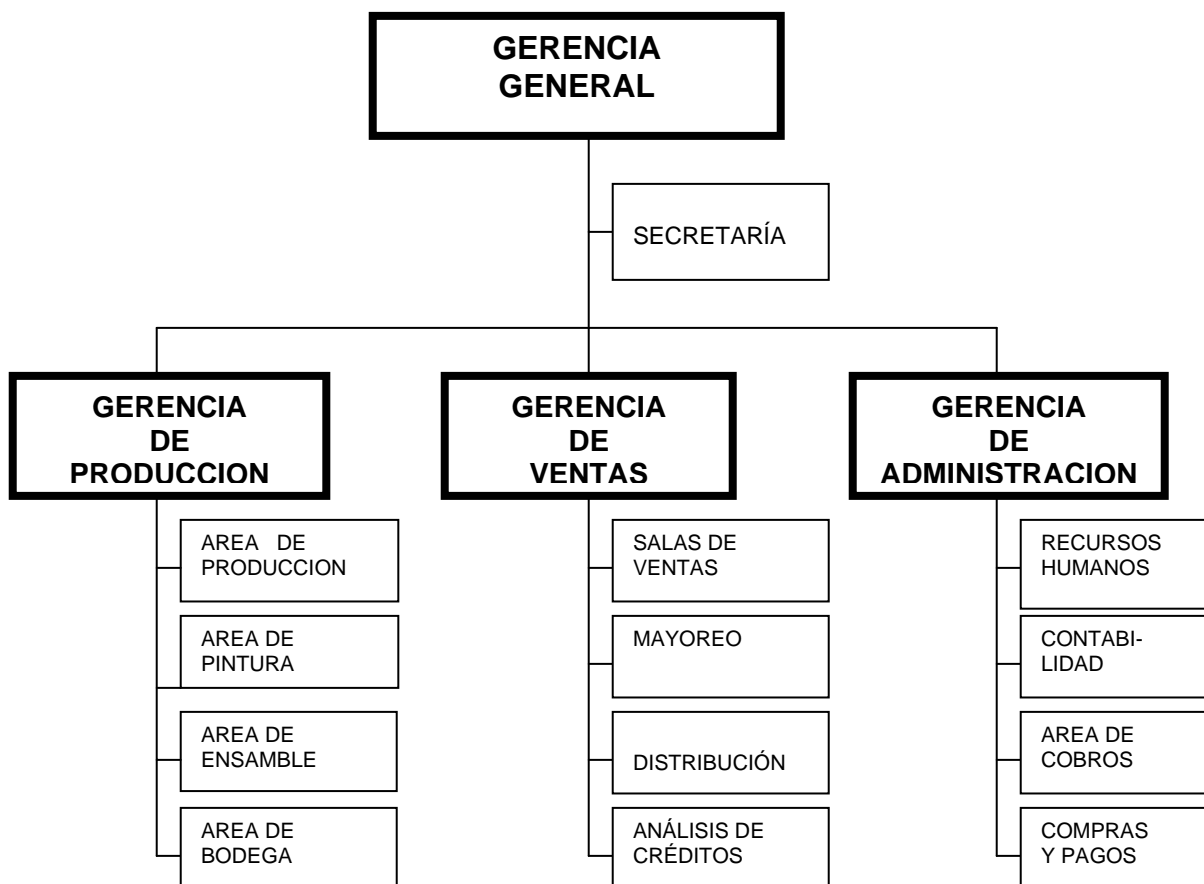 GERENCIA
GENERAL
SECRETARÍA
GERENCIA
DE
PRODUCCION
GERENCIA
DE
VENTAS
GERENCIA
DE
ADMINISTRACION
AREA DE
PRODUCCION
AREA DE
PINTURA
AREA DE
ENSAMBLE
AREA DE
BODEGA
SALAS DE
VENTAS
MAYOREO
DISTRIBUCIÓN
ANÁLISIS DE
CRÉDITOS
RECURSOS
HUMANOS
CONTABI-
LIDAD
AREA DE
COBROS
COMPRAS
Y PAGOS